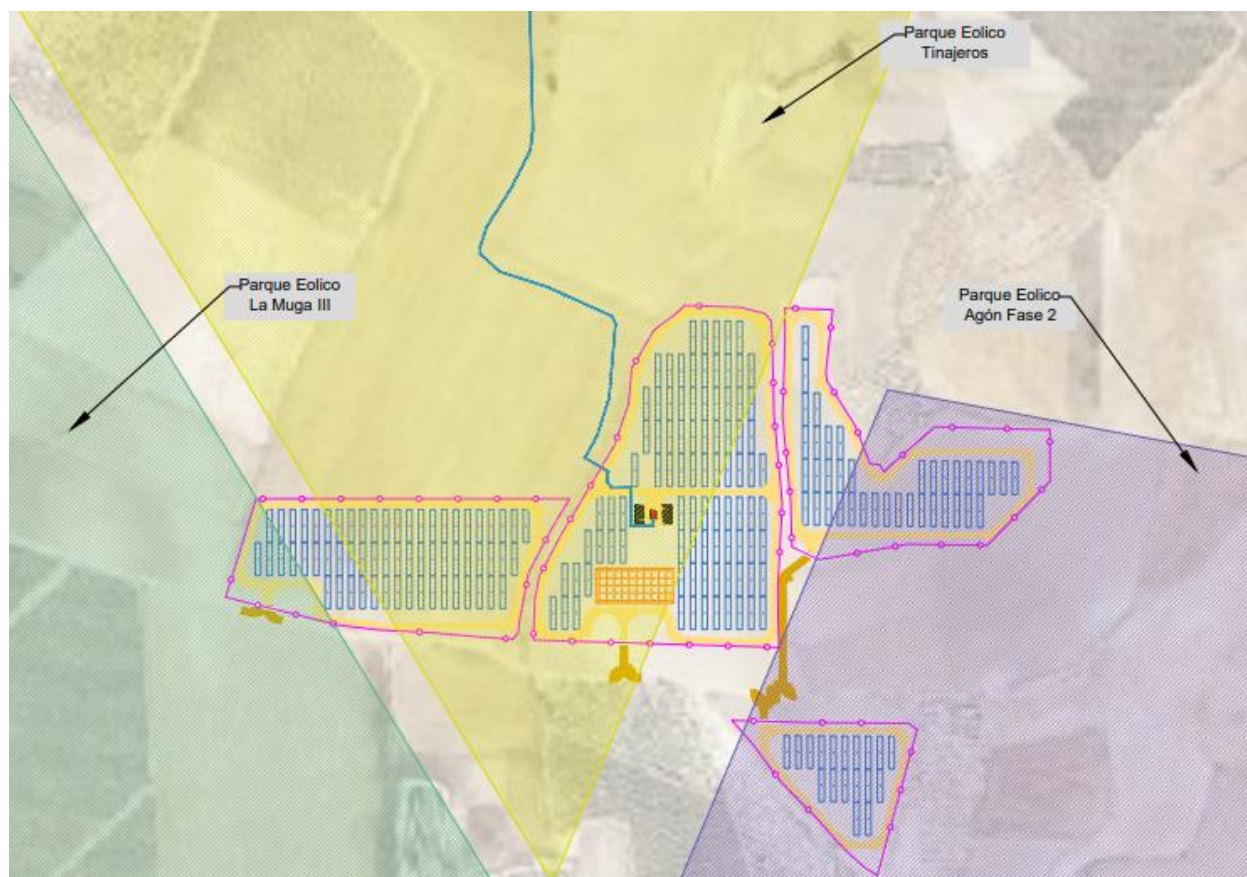 Parque Eolico
Tinajeros
Parque Eolico
La Muga III
Parque Eolico
Agón Fase 2